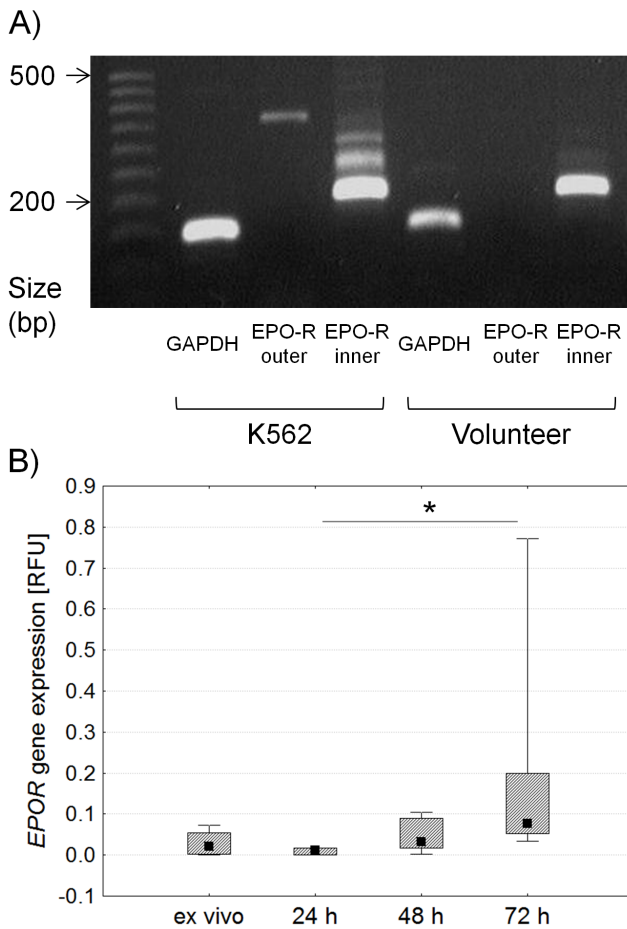 A)
500
200
Size
(bp)
GAPDH
EPO-R
outer
EPO-R
inner
GAPDH
EPO-R
outer
EPO-R
inner
K562
Volunteer
B)
EPOR gene expression [RFU]
0.9
0.8
0.7
0.6
0.5
0.4
0.3
0.2
0.1
0.0
-0.1
*
ex vivo
24 h
48 h
72 h